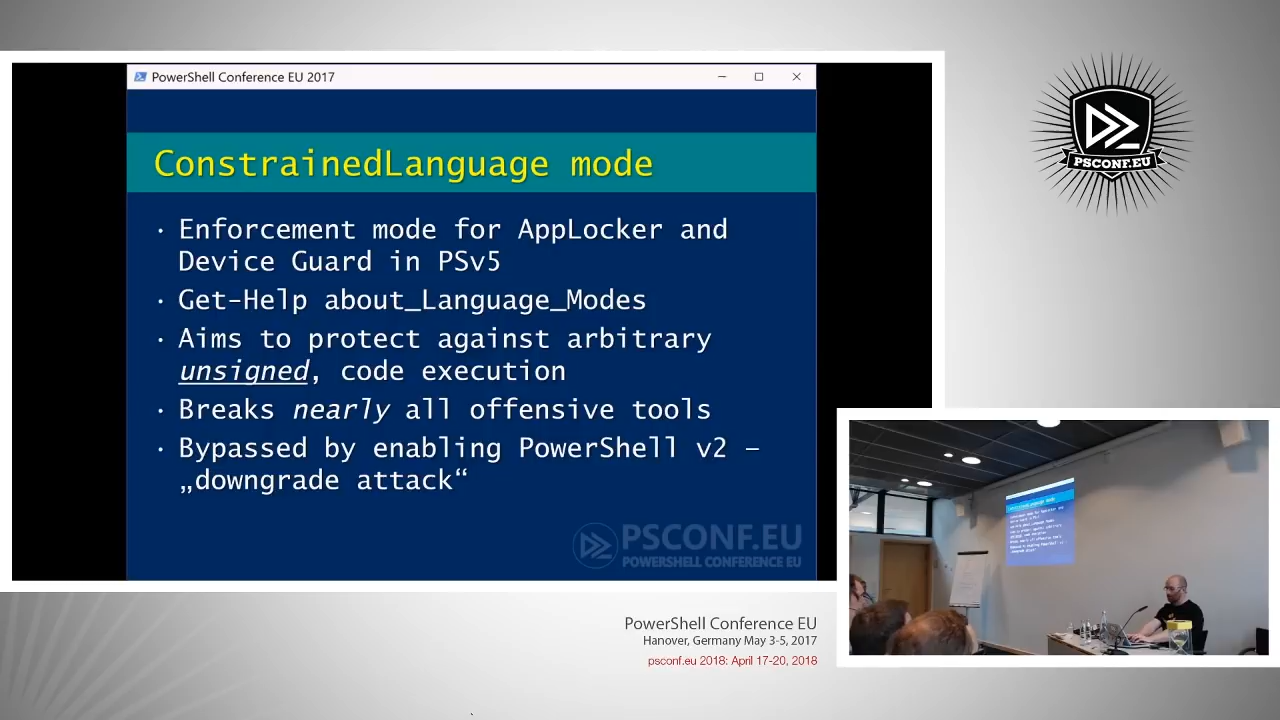 PowerShell Conference EU 2017
ConstrainedLanguage mode
• Enforcement mode for AppLocker and
Device Guard in PSv5
• Get-Help about_Language_Modes
• Aims to protect against arbitrary
unsigned, code execution
• Breaks nearly all offensive tools
• Bypassed by enabling PowerShell v2 –
„downgrade attack“
PSCONF.EU
POWERSHELL CONFERENCE EU
PSCONF.EU
ConstrainedLanguage mode
PowerShell Conference EU
Hanover, Germany May 3-5, 2017
psconf.eu 2018: April 17-20, 2018